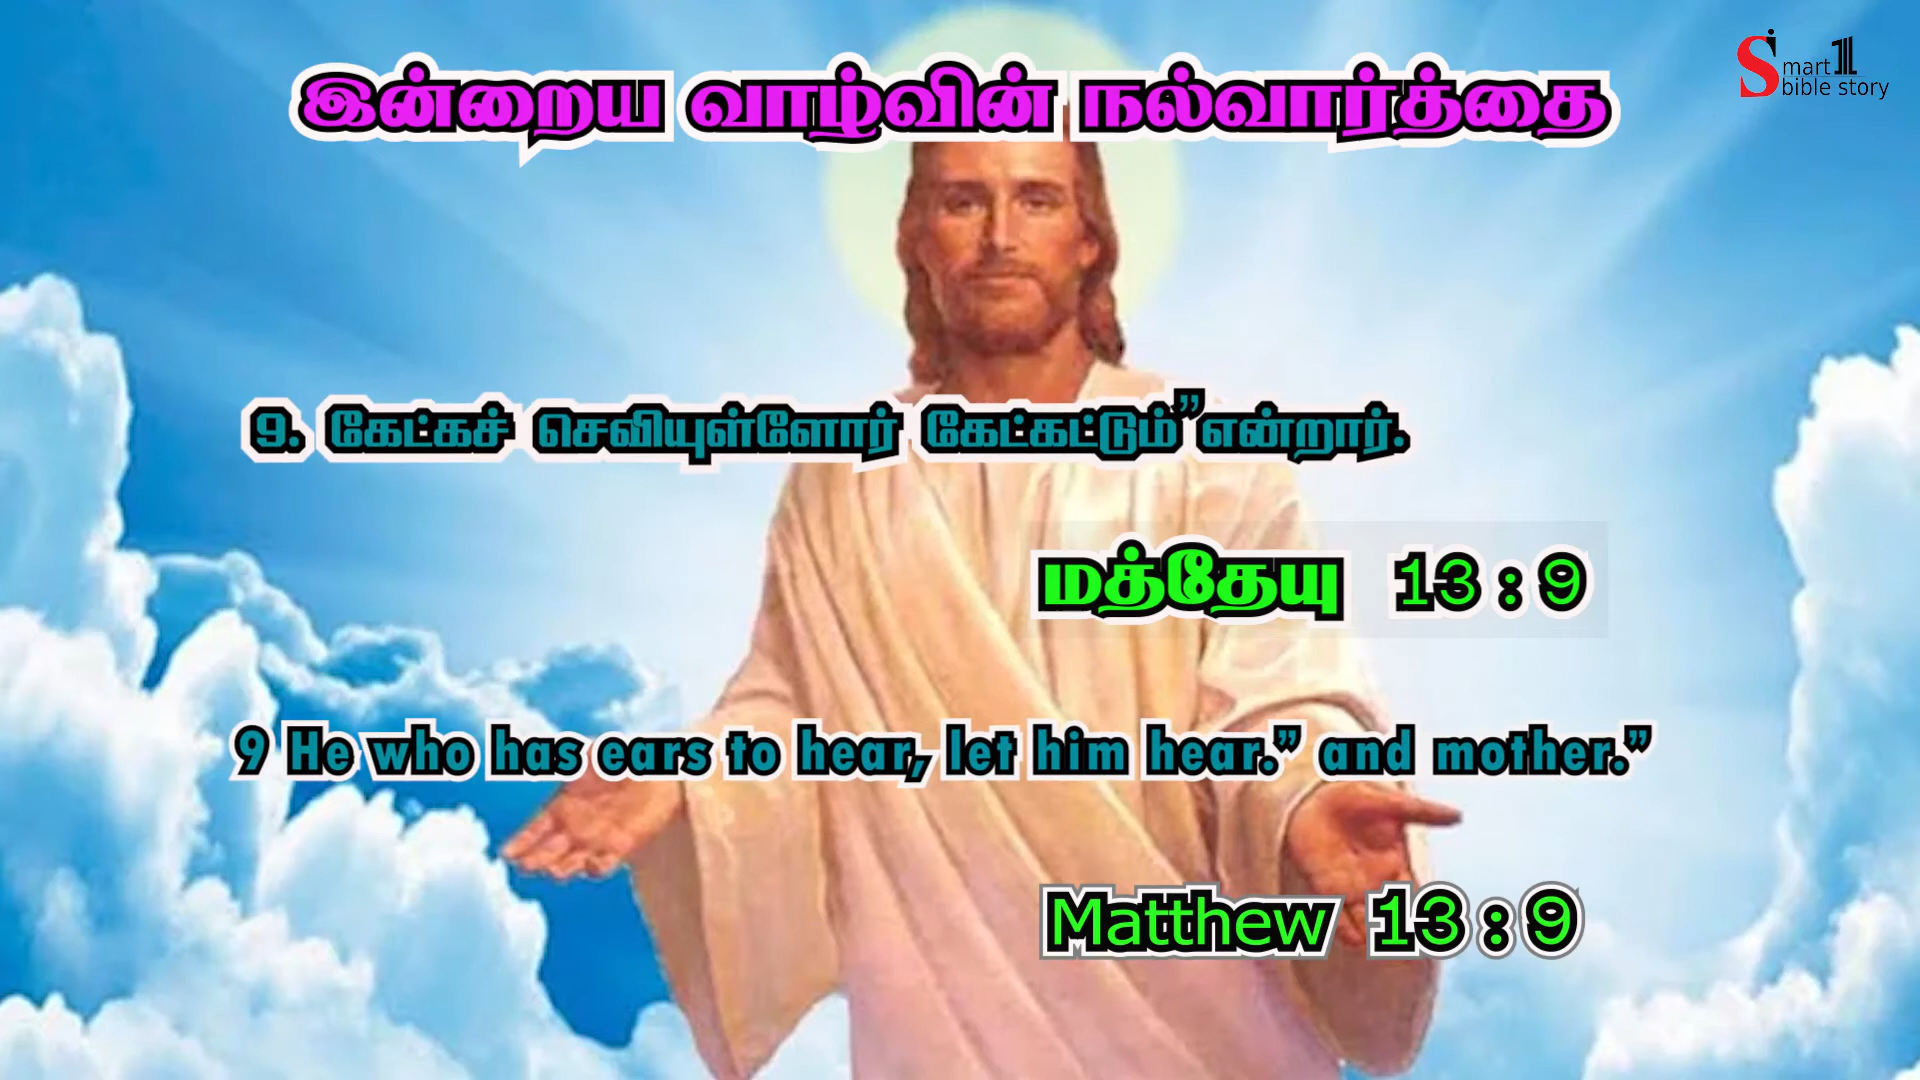 இன்றைய வாழ்வின் நல்வார்த்தை
Smart 1
bible story
9. கேட்கச் செவியுள்ளோர் கேட்கட்டும்”என்றார்.
மத்தேயு 13:9
9 He who has ears to hear, let him hear.” and mother.”
Matthew 13:9